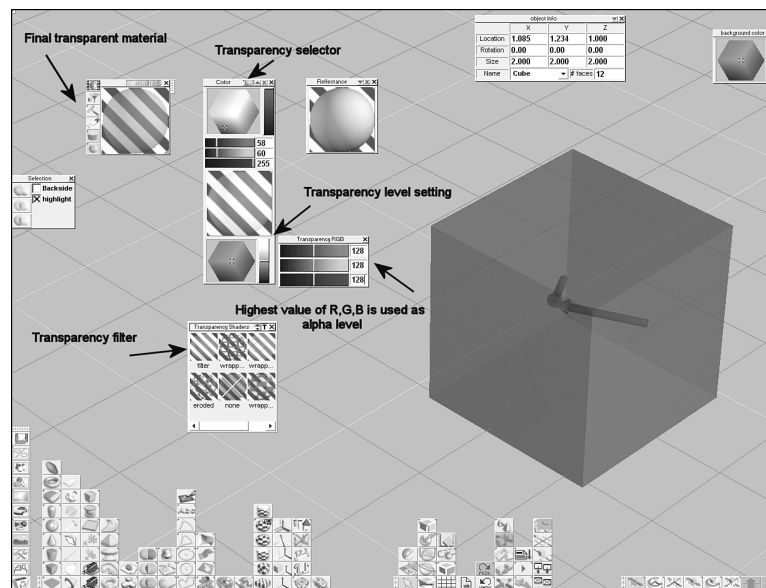 object info
X Y Z
Location 1.085 1.234 1.000
Rotation 0.00 0.00 0.00
Size 2.000 2.000 2.000
Name Cube # faces 12
background color
Final transparent material
Transparency selector
Color
Reflectance
58
60
255
Selection
Backside
highlight
Transparency level setting
Transparency RGB
128
128
128
Highest value of R,G,B is used as
alpha level
Transparency filter
Transparency Shaders
filter wrapp... wrapp...
eroded none wrapp...